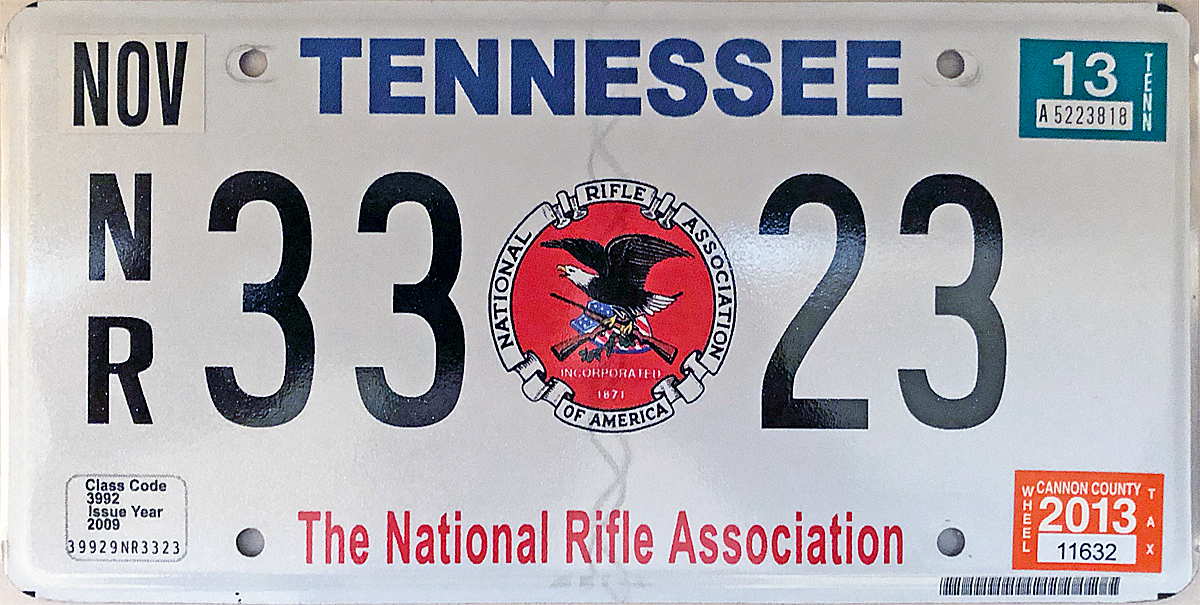 NOV
TENNESSEE
13
TENN
A 5223818
NR
33 23
NATIONAL RIFLE ASSOCIATION
INCORPORATED
1871
OF AMERICA
Class Code
3992
Issue Year
2009
39929NR3323
The National Rifle Association
WHEEL
CANNON COUNTY
TAX
2013
11632